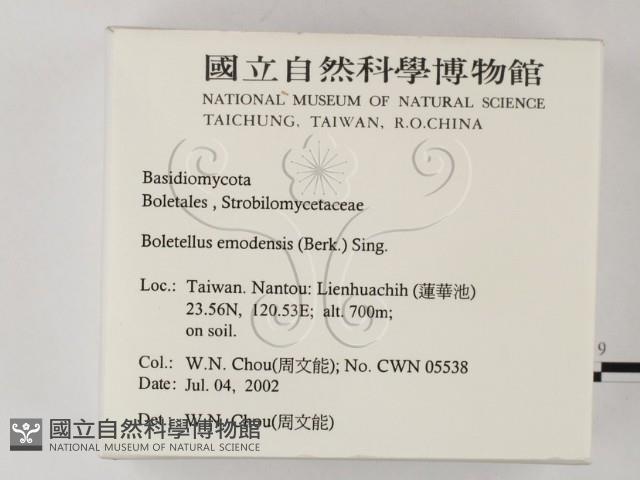 國立自然科學博物館
NATIONAL MUSEUM OF NATURAL SCIENCE
TAICHUNG, TAIWAN, R.O.CHINA
Basidiomycota
Boletales , Strobilomycetaceae
Boletellus emodensis (Berk.) Sing.
Loc.: Taiwan. Nantou: Lienhuachih (蓮華池)
23.56N, 120.53E; alt. 700m;
on soil.
Col.: W.N. Chou(周文能); No. CWN 05538
Date: Jul. 04, 2002
Det.: W.N. Chou(周文能)
國立自然科學博物館
NATIONAL MUSEUM OF NATURAL SCIENCE
9